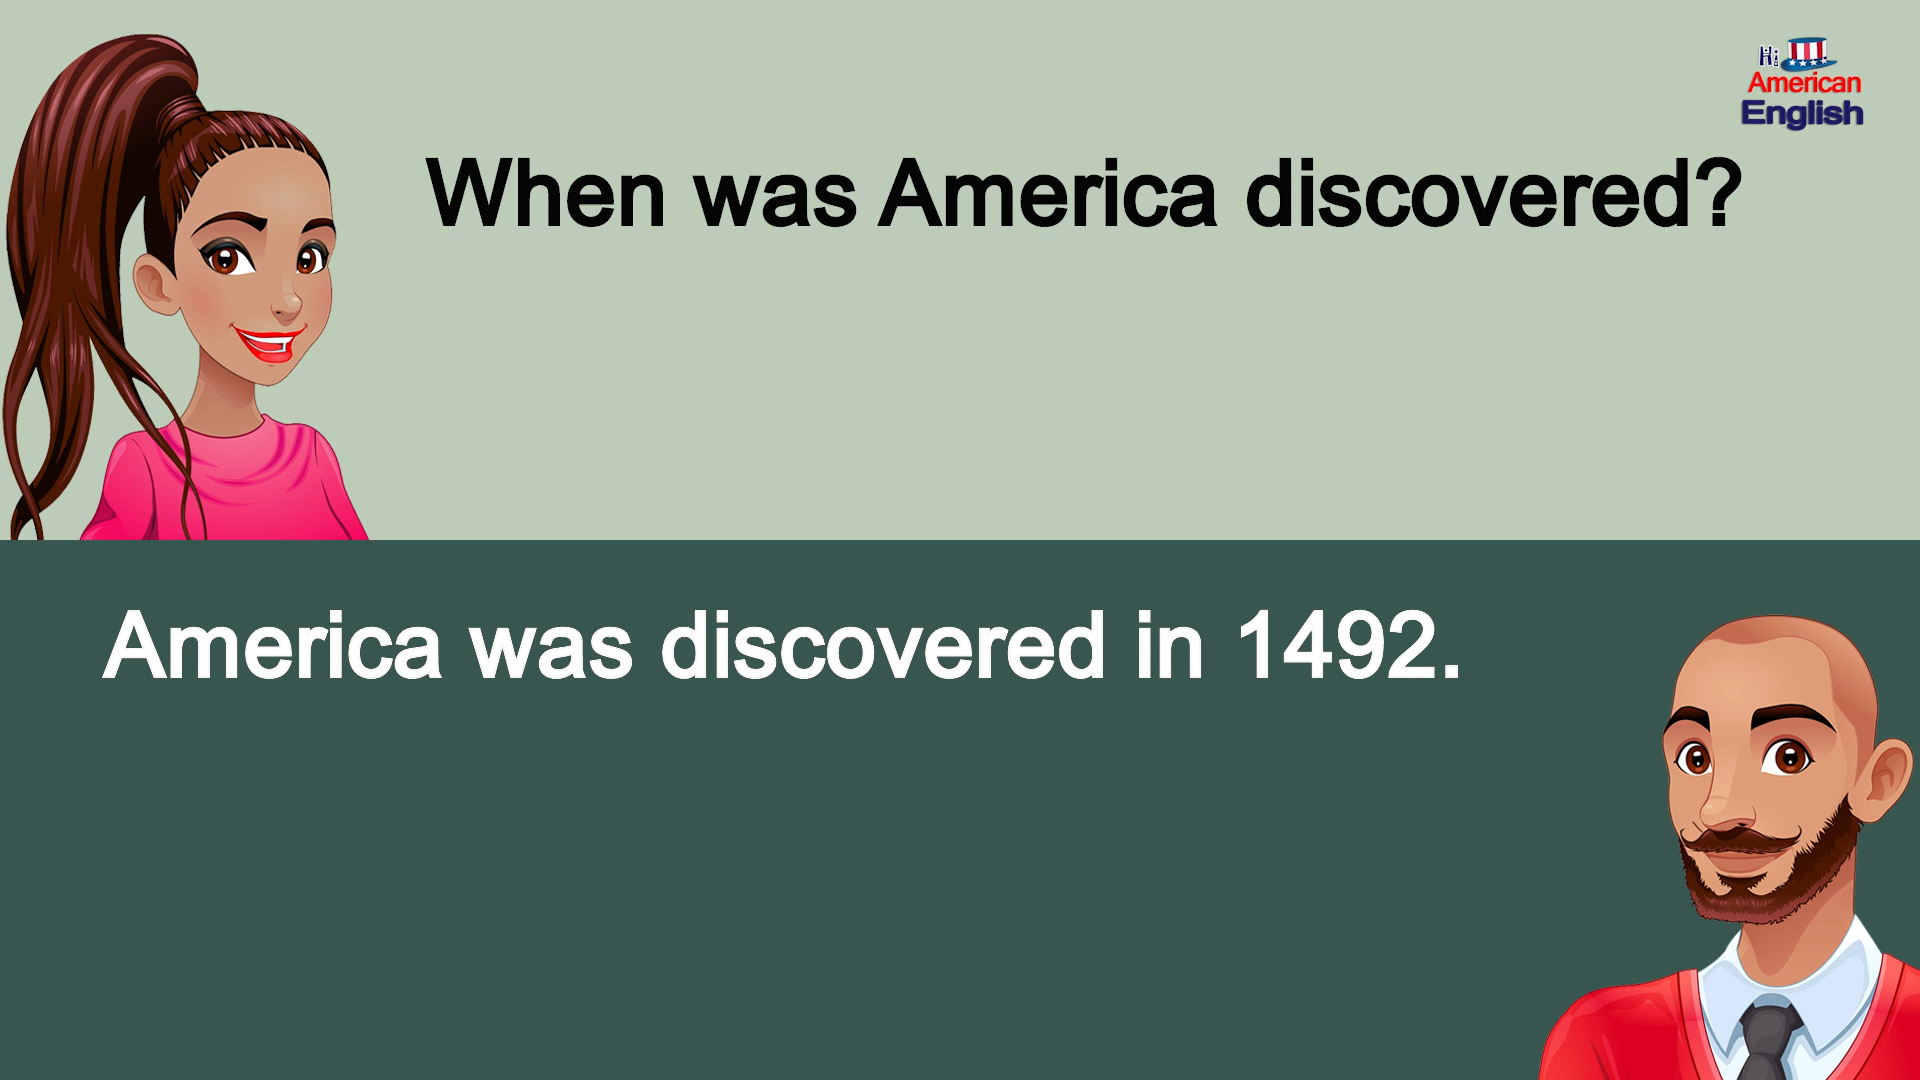 Hi
American
English
When was America discovered?
America was discovered in 1492.